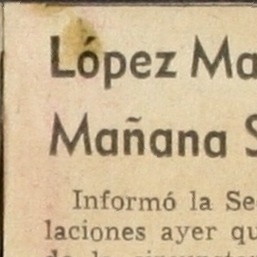 López Ma
Mañana S
Informó la Se
laciones ayer qu